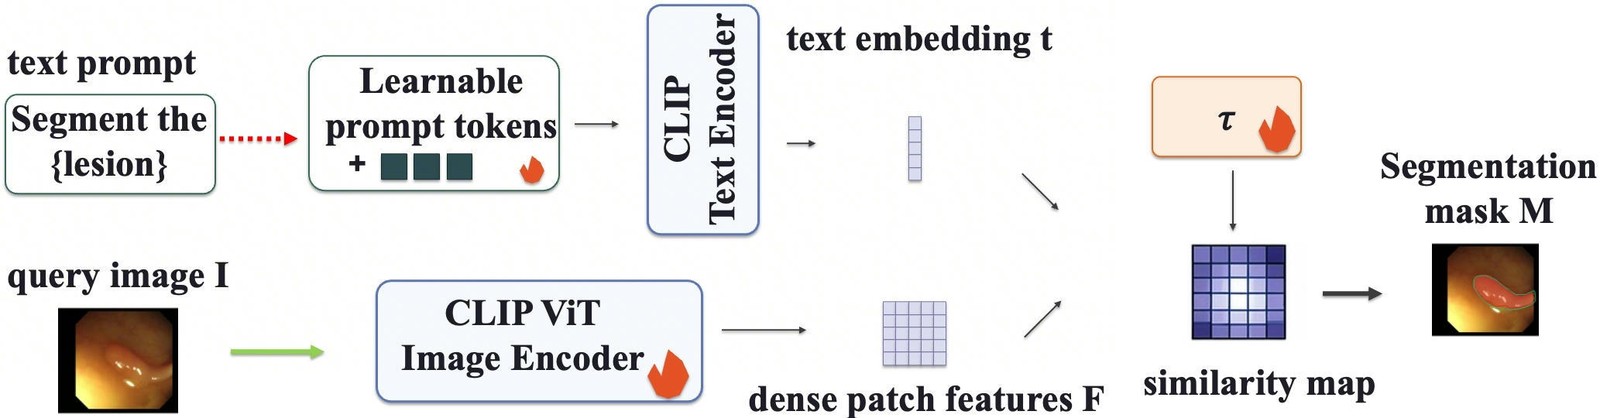 text prompt
Segment the
{lesion}
Learnable
prompt tokens
+
CLIP
Text Encoder
text embedding t
τ
Segmentation
mask M
query image I
CLIP ViT
Image Encoder
dense patch features F
similarity map